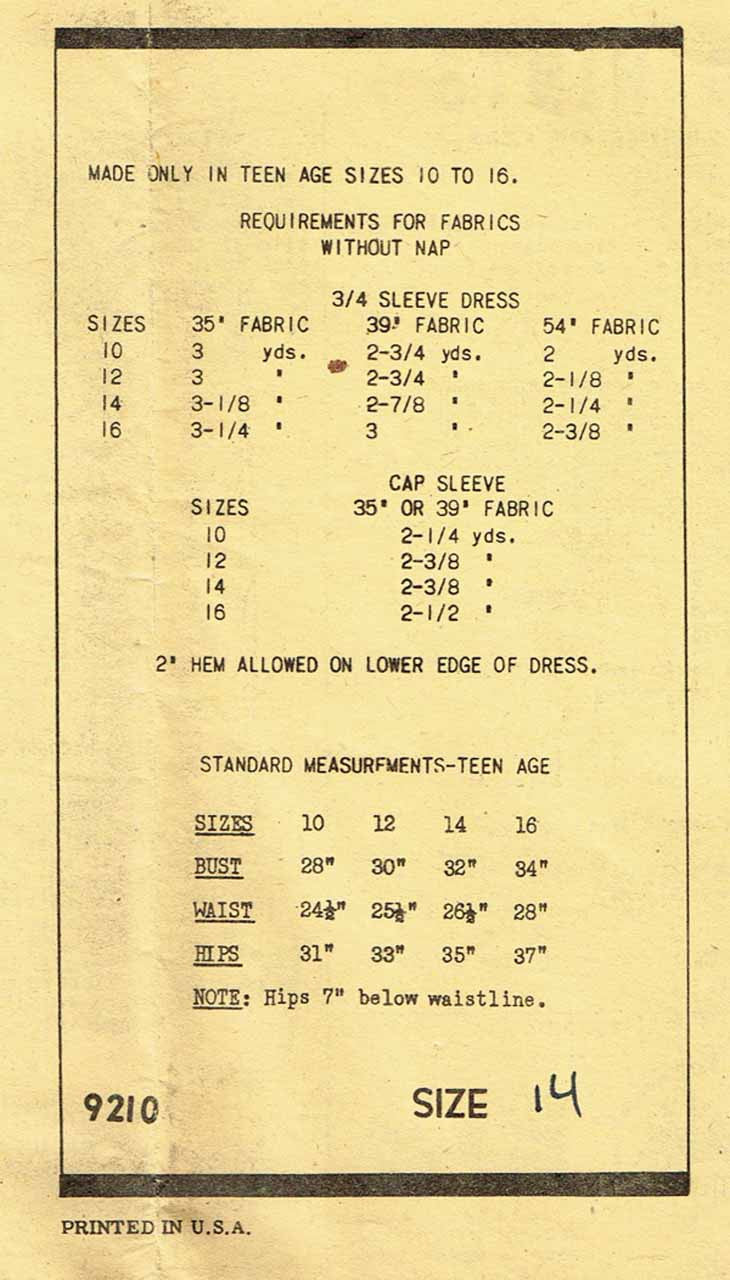 MADE ONLY IN TEEN AGE SIZES 10 TO 16.
REQUIREMENTS FOR FABRICS
WITHOUT NAP
3/4 SLEEVE DRESS
SIZES 35" FABRIC 39" FABRIC 54" FABRIC
10 3 yds. 2-3/4 yds. 2 yds.
12 3 " 2-3/4 " 2-1/8 "
14 3-1/8 " 2-7/8 " 2-1/4 "
16 3-1/4 " 3 " 2-3/8 "
CAP SLEEVE
SIZES 35" OR 39" FABRIC
10 2-1/4 yds.
12 2-3/8 "
14 2-3/8 "
16 2-1/2 "
2" HEM ALLOWED ON LOWER EDGE OF DRESS.
STANDARD MEASUREMENTS-TEEN AGE
SIZES 10 12 14 16
BUST 28" 30" 32" 34"
WAIST 24½" 25½" 26½" 28"
HIPS 31" 33" 35" 37"
NOTE: Hips 7" below waistline.
9210 SIZE 14
PRINTED IN U.S.A.